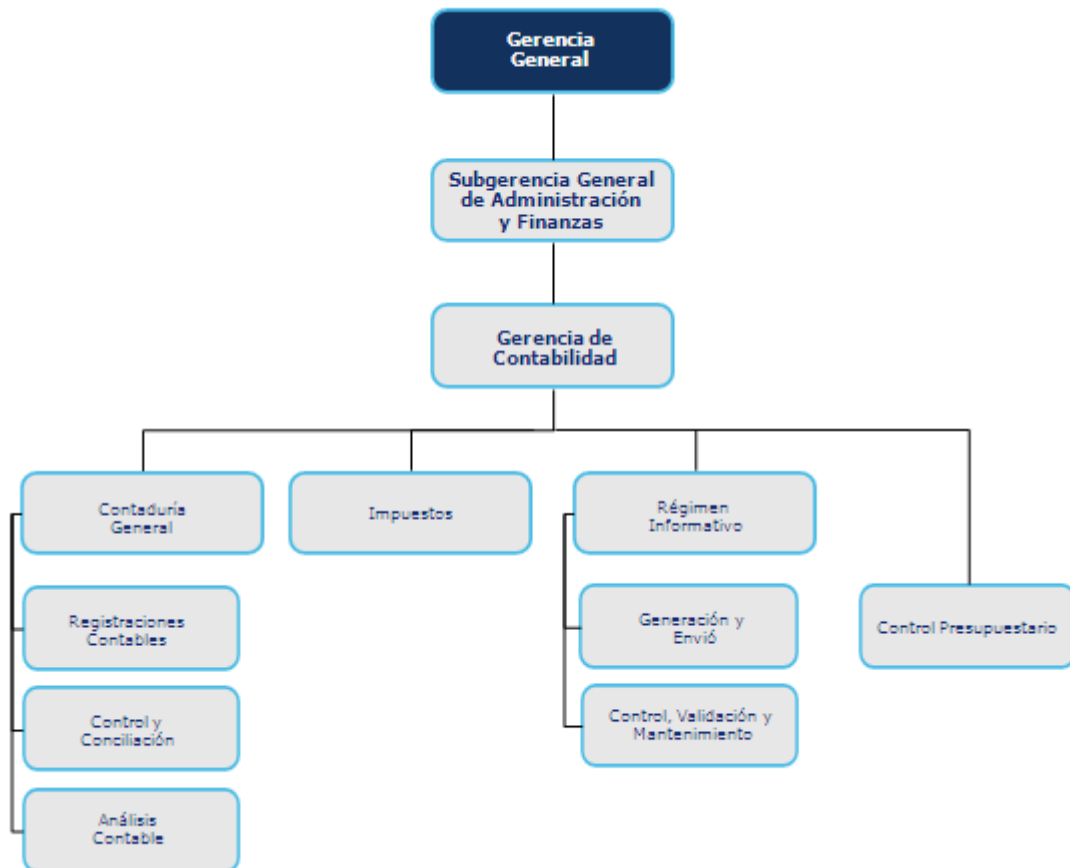 Gerencia
General
Subgerencia General
de Administración
y Finanzas
Gerencia de
Contabilidad
Contaduría
General
Impuestos
Régimen
Informativo
Registraciones
Contables
Generación y
Envió
Control Presupuestario
Control y
Conciliación
Control, Validación y
Mantenimiento
Análisis
Contable